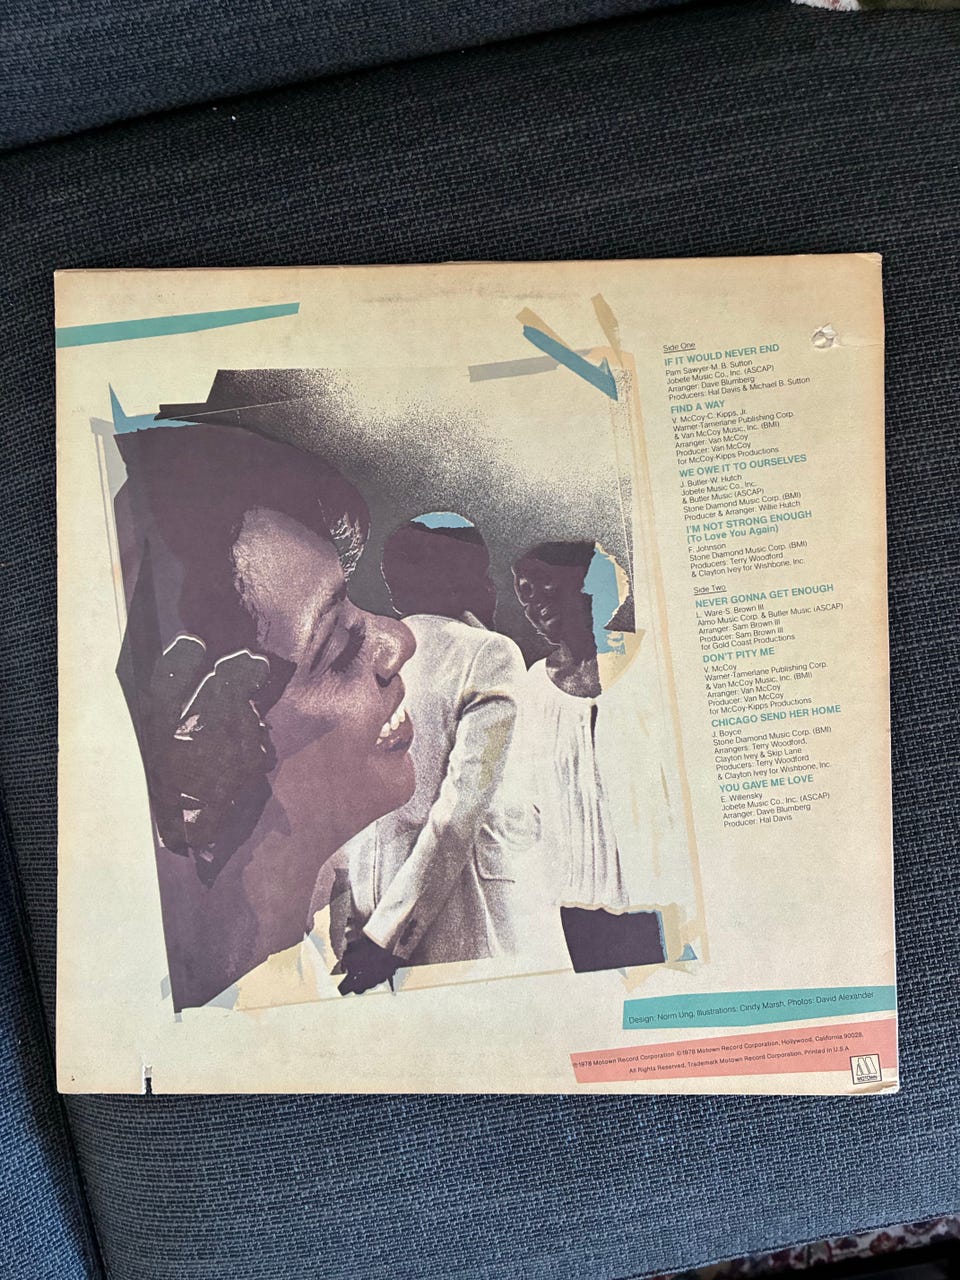 Side One
IF IT WOULD NEVER END
Pam Sawyer-M. B. Sutton
Jobete Music Co., Inc. (ASCAP)
Arranger: Dave Blumberg
Producers: Hal Davis & Michael B. Sutton
FIND A WAY
V. McCoy-C. Kipps, Jr.
Warner-Tamerlane Publishing Corp.
& Van McCoy Music, Inc. (BMI)
Arranger: Van McCoy
Producer: Van McCoy
for McCoy-Kipps Productions
WE OWE IT TO OURSELVES
J. Butler-W. Hutch
Jobete Music Co., Inc.
& Butler Music (ASCAP)
Stone Diamond Music Corp. (BMI)
Producer & Arranger: Willie Hutch
I'M NOT STRONG ENOUGH
(To Love You Again)
F. Johnson
Stone Diamond Music Corp. (BMI)
Producers: Terry Woodford
& Clayton Ivey for Wishbone, Inc.
Side Two
NEVER GONNA GET ENOUGH
L. Ware-S. Brown III
Almo Music Corp. & Butler Music (ASCAP)
Arranger: Sam Brown III
Producer: Sam Brown III
for Gold Coast Productions
DON'T PITY ME
V. McCoy
Warner-Tamerlane Publishing Corp.
& Van McCoy Music, Inc. (BMI)
Arranger: Van McCoy
Producer: Van McCoy
for McCoy-Kipps Productions
CHICAGO SEND HER HOME
J. Boyce
Stone Diamond Music Corp. (BMI)
Arrangers: Terry Woodford,
Clayton Ivey & Skip Lane
Producers: Terry Woodford
& Clayton Ivey for Wishbone, Inc.
YOU GAVE ME LOVE
E. Willensky
Jobete Music Co., Inc. (ASCAP)
Arranger: Dave Blumberg
Producer: Hal Davis
Design: Norm Ung, Illustrations: Cindy Marsh, Photos: David Alexander
℗1978 Motown Record Corporation ©1978 Motown Record Corporation, Hollywood, California 90028.
All Rights Reserved. Trademark Motown Record Corporation. Printed in U.S.A
MOTOWN